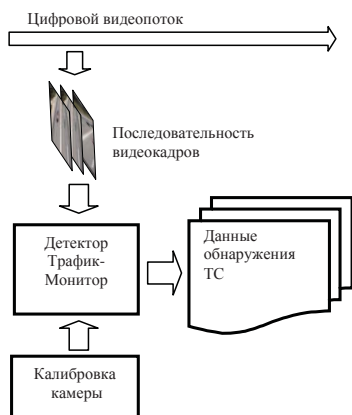 Цифровой видеопоток
Последовательность
видеокадров
Детектор
Трафик-
Монитор
Данные
обнаружения
ТС
Калибровка
камеры